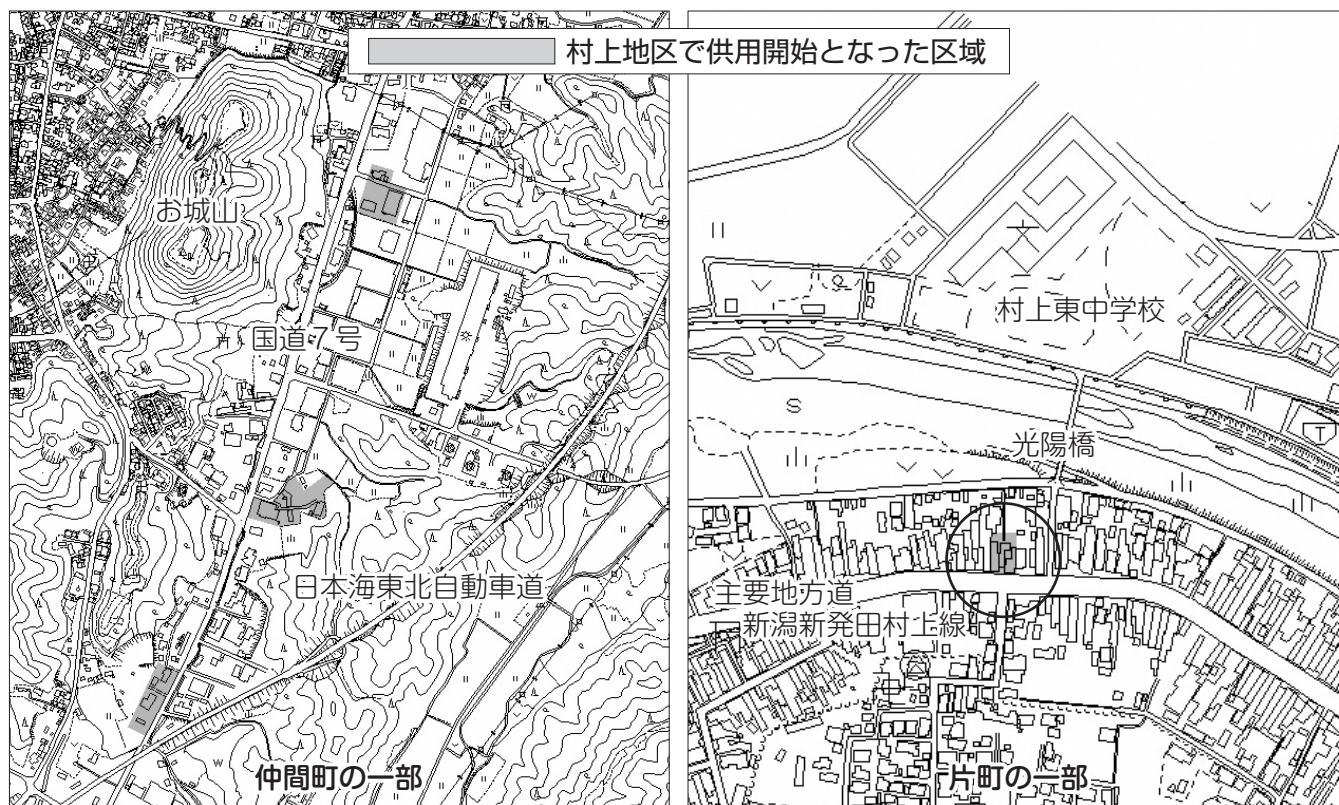 村上地区で供用開始となった区域
お城山
国道7号
日本海東北自動車道
仲間町の一部
村上東中学校
光陽橋
主要地方道
新潟新発田村上線
片町の一部